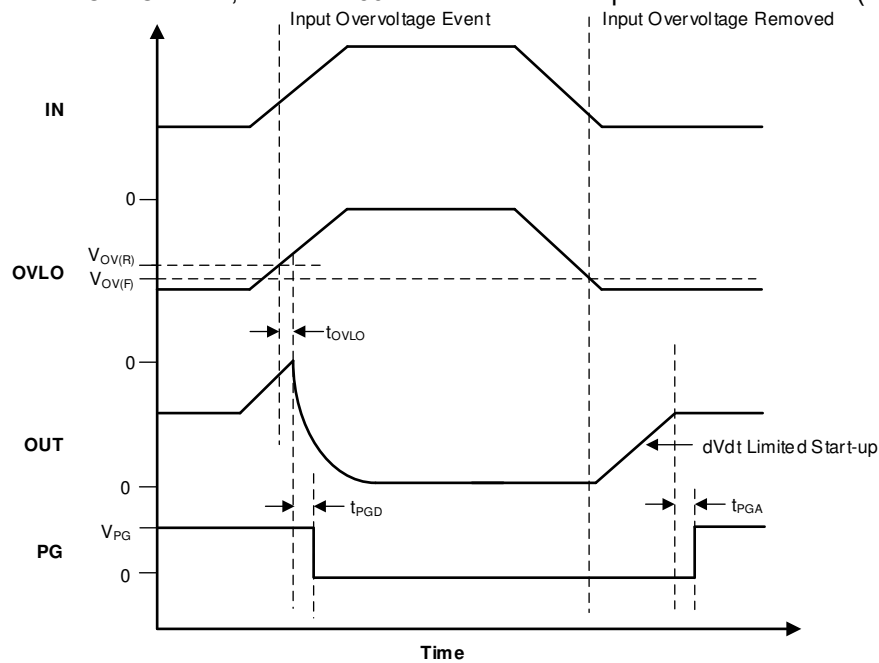 Input Overvoltage Event
Input Overvoltage Removed
IN
0
V_OV(R)
OVLO
V_OV(F)
t_OVLO
0
OUT
dVdt Limited Start-up
0
t_PGD
t_PGA
V_PG
PG
0
Time